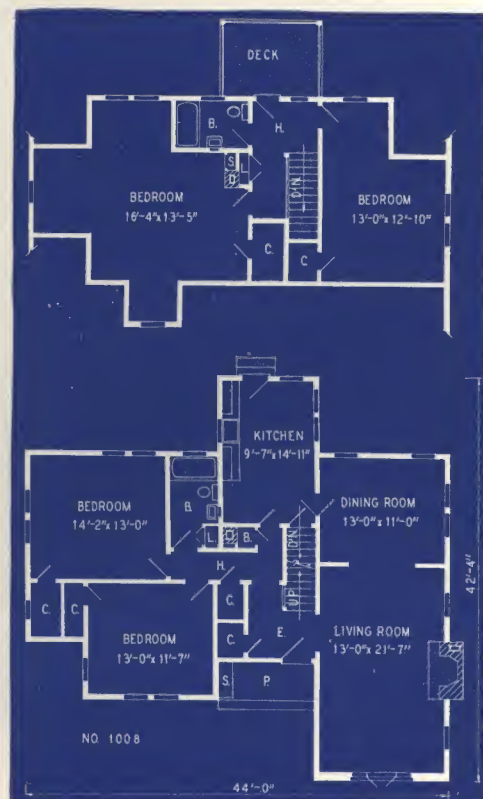 DECK
B.
H.
S.
L.
D.
D'N
BEDROOM
16'-4" x 13'-5"
BEDROOM
13'-0" x 12'-10"
C.
C.
KITCHEN
9'-7" x 14'-11"
BEDROOM
14'-2" x 13'-0"
B.
DINING ROOM
13'-0" x 11'-0"
L.
D
B.
D'N
H.
UP
C.
C.
C.
BEDROOM
13'-0" x 11'-7"
C.
E.
LIVING ROOM
13'-0" x 21'-7"
S.
P.
NO. 1008
42'-4"
44'-0"